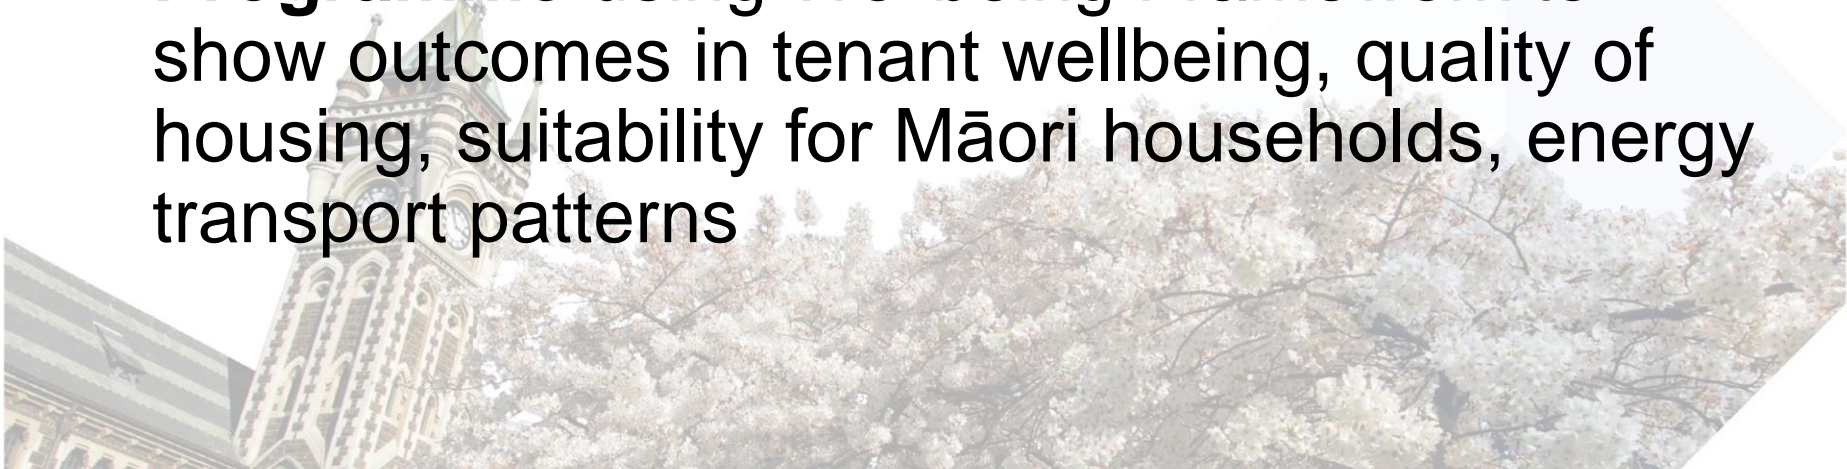 show outcomes in tenant wellbeing, quality of
housing, suitability for Māori households, energy
transport patterns